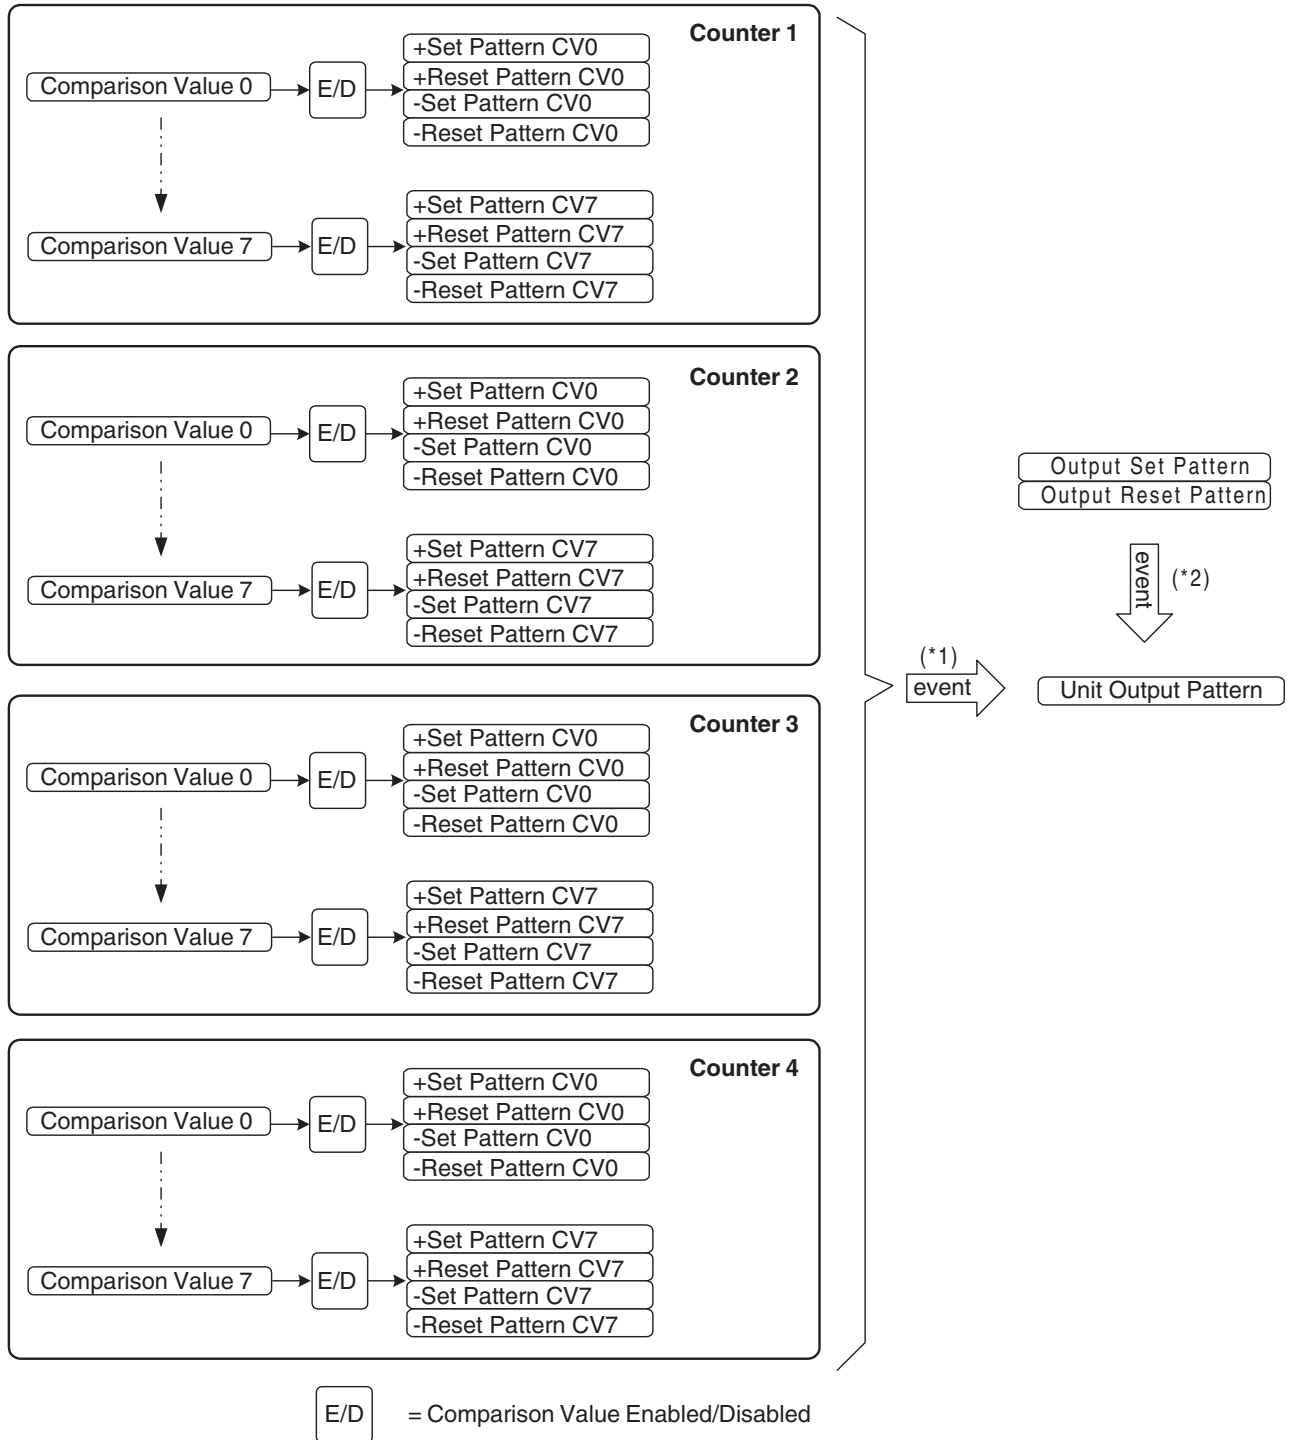 Counter 1
+Set Pattern CV0
+Reset Pattern CV0
-Set Pattern CV0
-Reset Pattern CV0
Comparison Value 0
E/D
+Set Pattern CV7
+Reset Pattern CV7
-Set Pattern CV7
-Reset Pattern CV7
Comparison Value 7
E/D
Counter 2
+Set Pattern CV0
+Reset Pattern CV0
-Set Pattern CV0
-Reset Pattern CV0
Comparison Value 0
E/D
+Set Pattern CV7
+Reset Pattern CV7
-Set Pattern CV7
-Reset Pattern CV7
Comparison Value 7
E/D
Counter 3
+Set Pattern CV0
+Reset Pattern CV0
-Set Pattern CV0
-Reset Pattern CV0
Comparison Value 0
E/D
+Set Pattern CV7
+Reset Pattern CV7
-Set Pattern CV7
-Reset Pattern CV7
Comparison Value 7
E/D
Counter 4
+Set Pattern CV0
+Reset Pattern CV0
-Set Pattern CV0
-Reset Pattern CV0
Comparison Value 0
E/D
+Set Pattern CV7
+Reset Pattern CV7
-Set Pattern CV7
-Reset Pattern CV7
Comparison Value 7
E/D
Output Set Pattern
Output Reset Pattern
event
(*2)
(*1)
event
Unit Output Pattern
E/D
= Comparison Value Enabled/Disabled